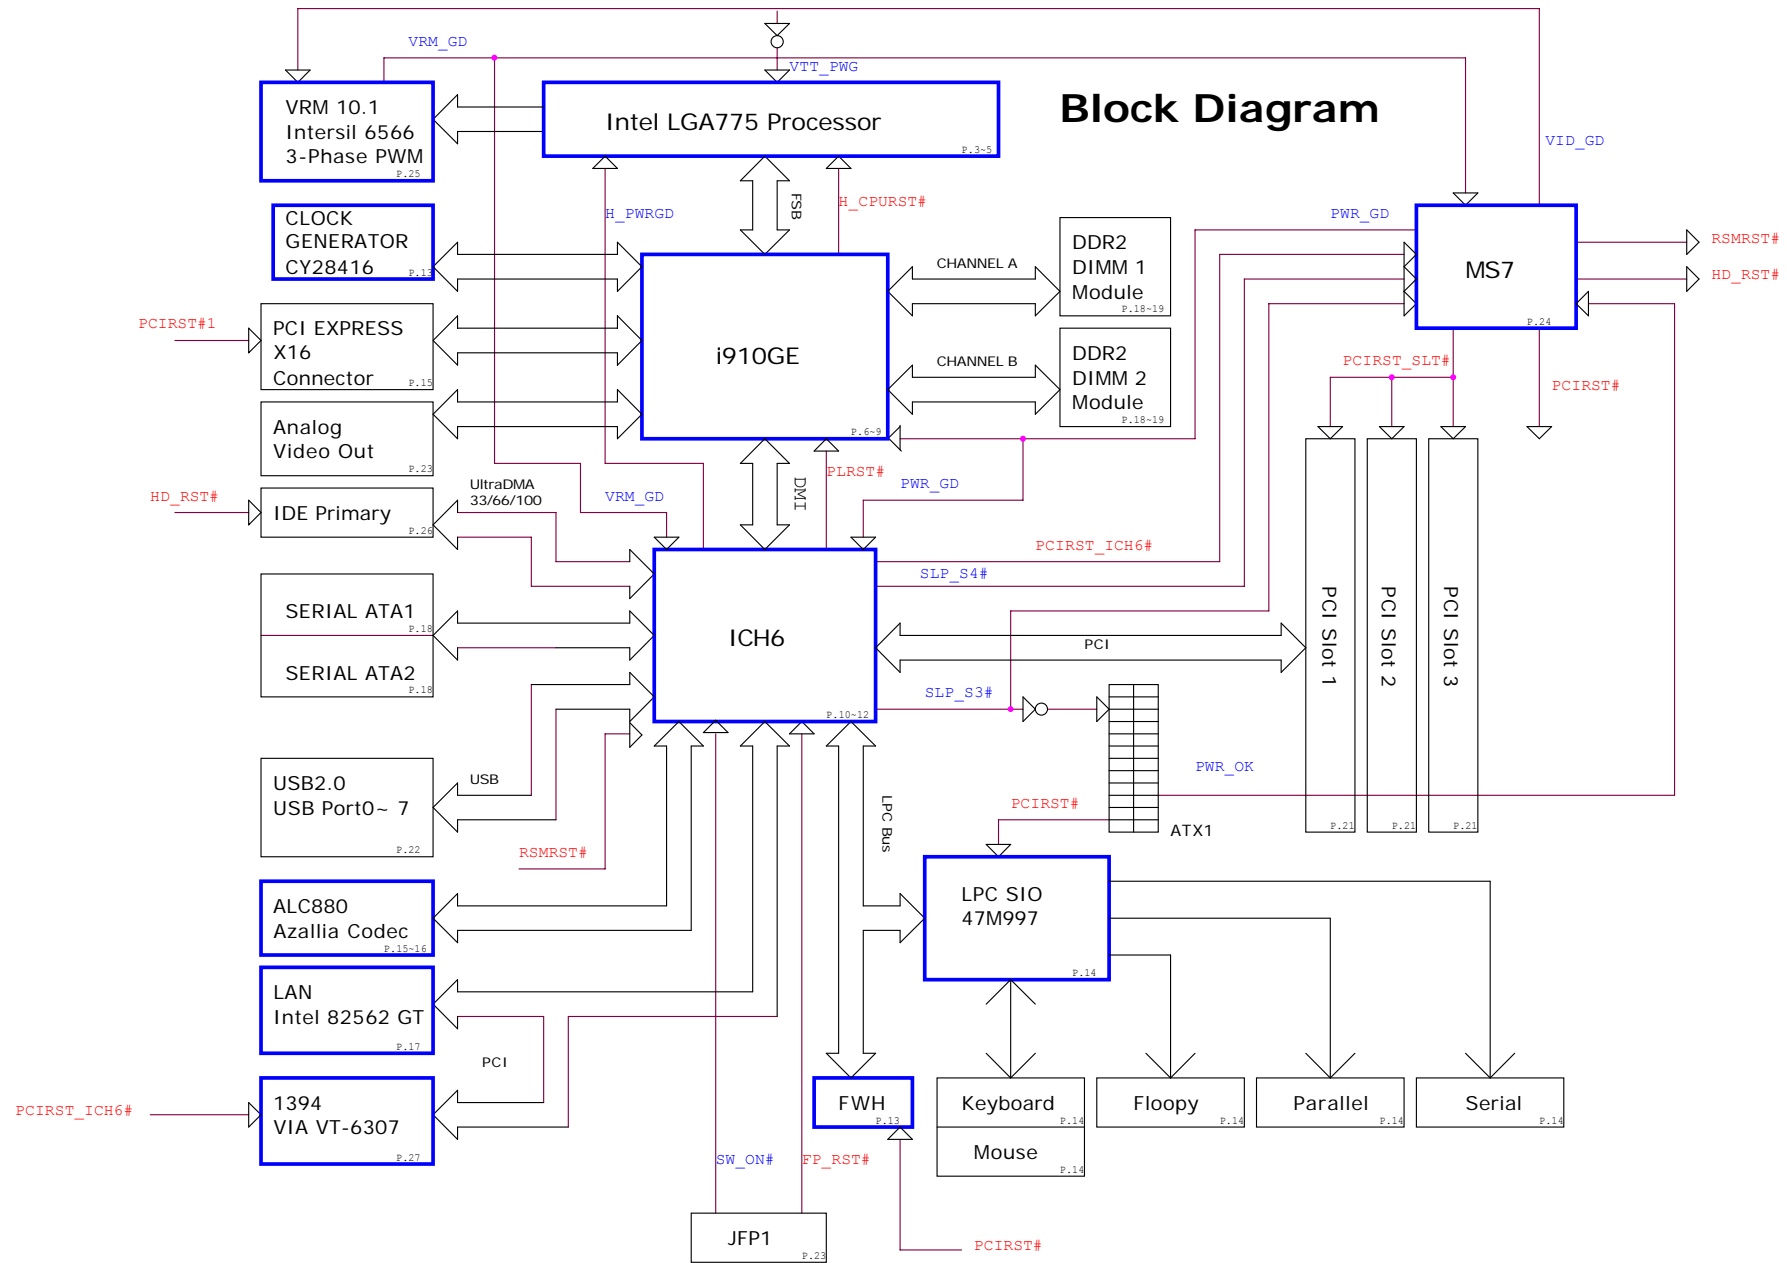 Block Diagram
VRM_GD
VTT_PWG
VID_GD
VRM 10.1
Intersil 6566
3-Phase PWM
P.25
Intel LGA775 Processor
P.3~5
CLOCK
GENERATOR
CY28416
P.13
H_PWRGD
FSB
H_CPURST#
PWR_GD
RSMRST#
HD_RST#
MS7
P.24
CHANNEL A
DDR2
DIMM 1
Module
P.18~19
PCIRST#1
PCI EXPRESS
X16
Connector
P.15
i910GE
P.6~9
CHANNEL B
DDR2
DIMM 2
Module
P.18~19
PCIRST_SLT#
PCIRST#
Analog
Video Out
P.23
HD_RST#
IDE Primary
P.26
UltraDMA
33/66/100
VRM_GD
DMI
PLRST#
PWR_GD
PCIRST_ICH6#
SLP_S4#
SERIAL ATA1
P.18
SERIAL ATA2
P.18
ICH6
P.10~12
PCI
SLP_S3#
PCI Slot 1
P.21
PCI Slot 2
P.21
PCI Slot 3
P.21
USB2.0
USB Port0~ 7
P.22
USB
RSMRST#
LPC Bus
PWR_OK
PCIRST#
ATX1
ALC880
Azallia Codec
P.15~16
LPC SIO
47M997
P.14
LAN
Intel 82562 GT
P.17
PCI
PCIRST_ICH6#
1394
VIA VT-6307
P.27
FWH
P.13
Keyboard
P.14
Mouse
P.14
Floopy
P.14
Parallel
P.14
Serial
P.14
SW_ON#
FP_RST#
JFP1
P.23
PCIRST#